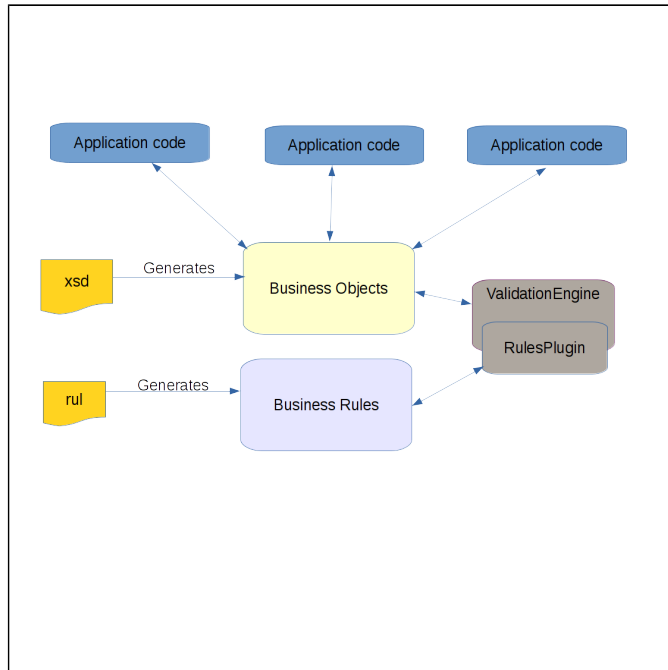 Application code
Application code
Application code
xsd
Generates
Business Objects
ValidationEngine
RulesPlugin
rul
Generates
Business Rules